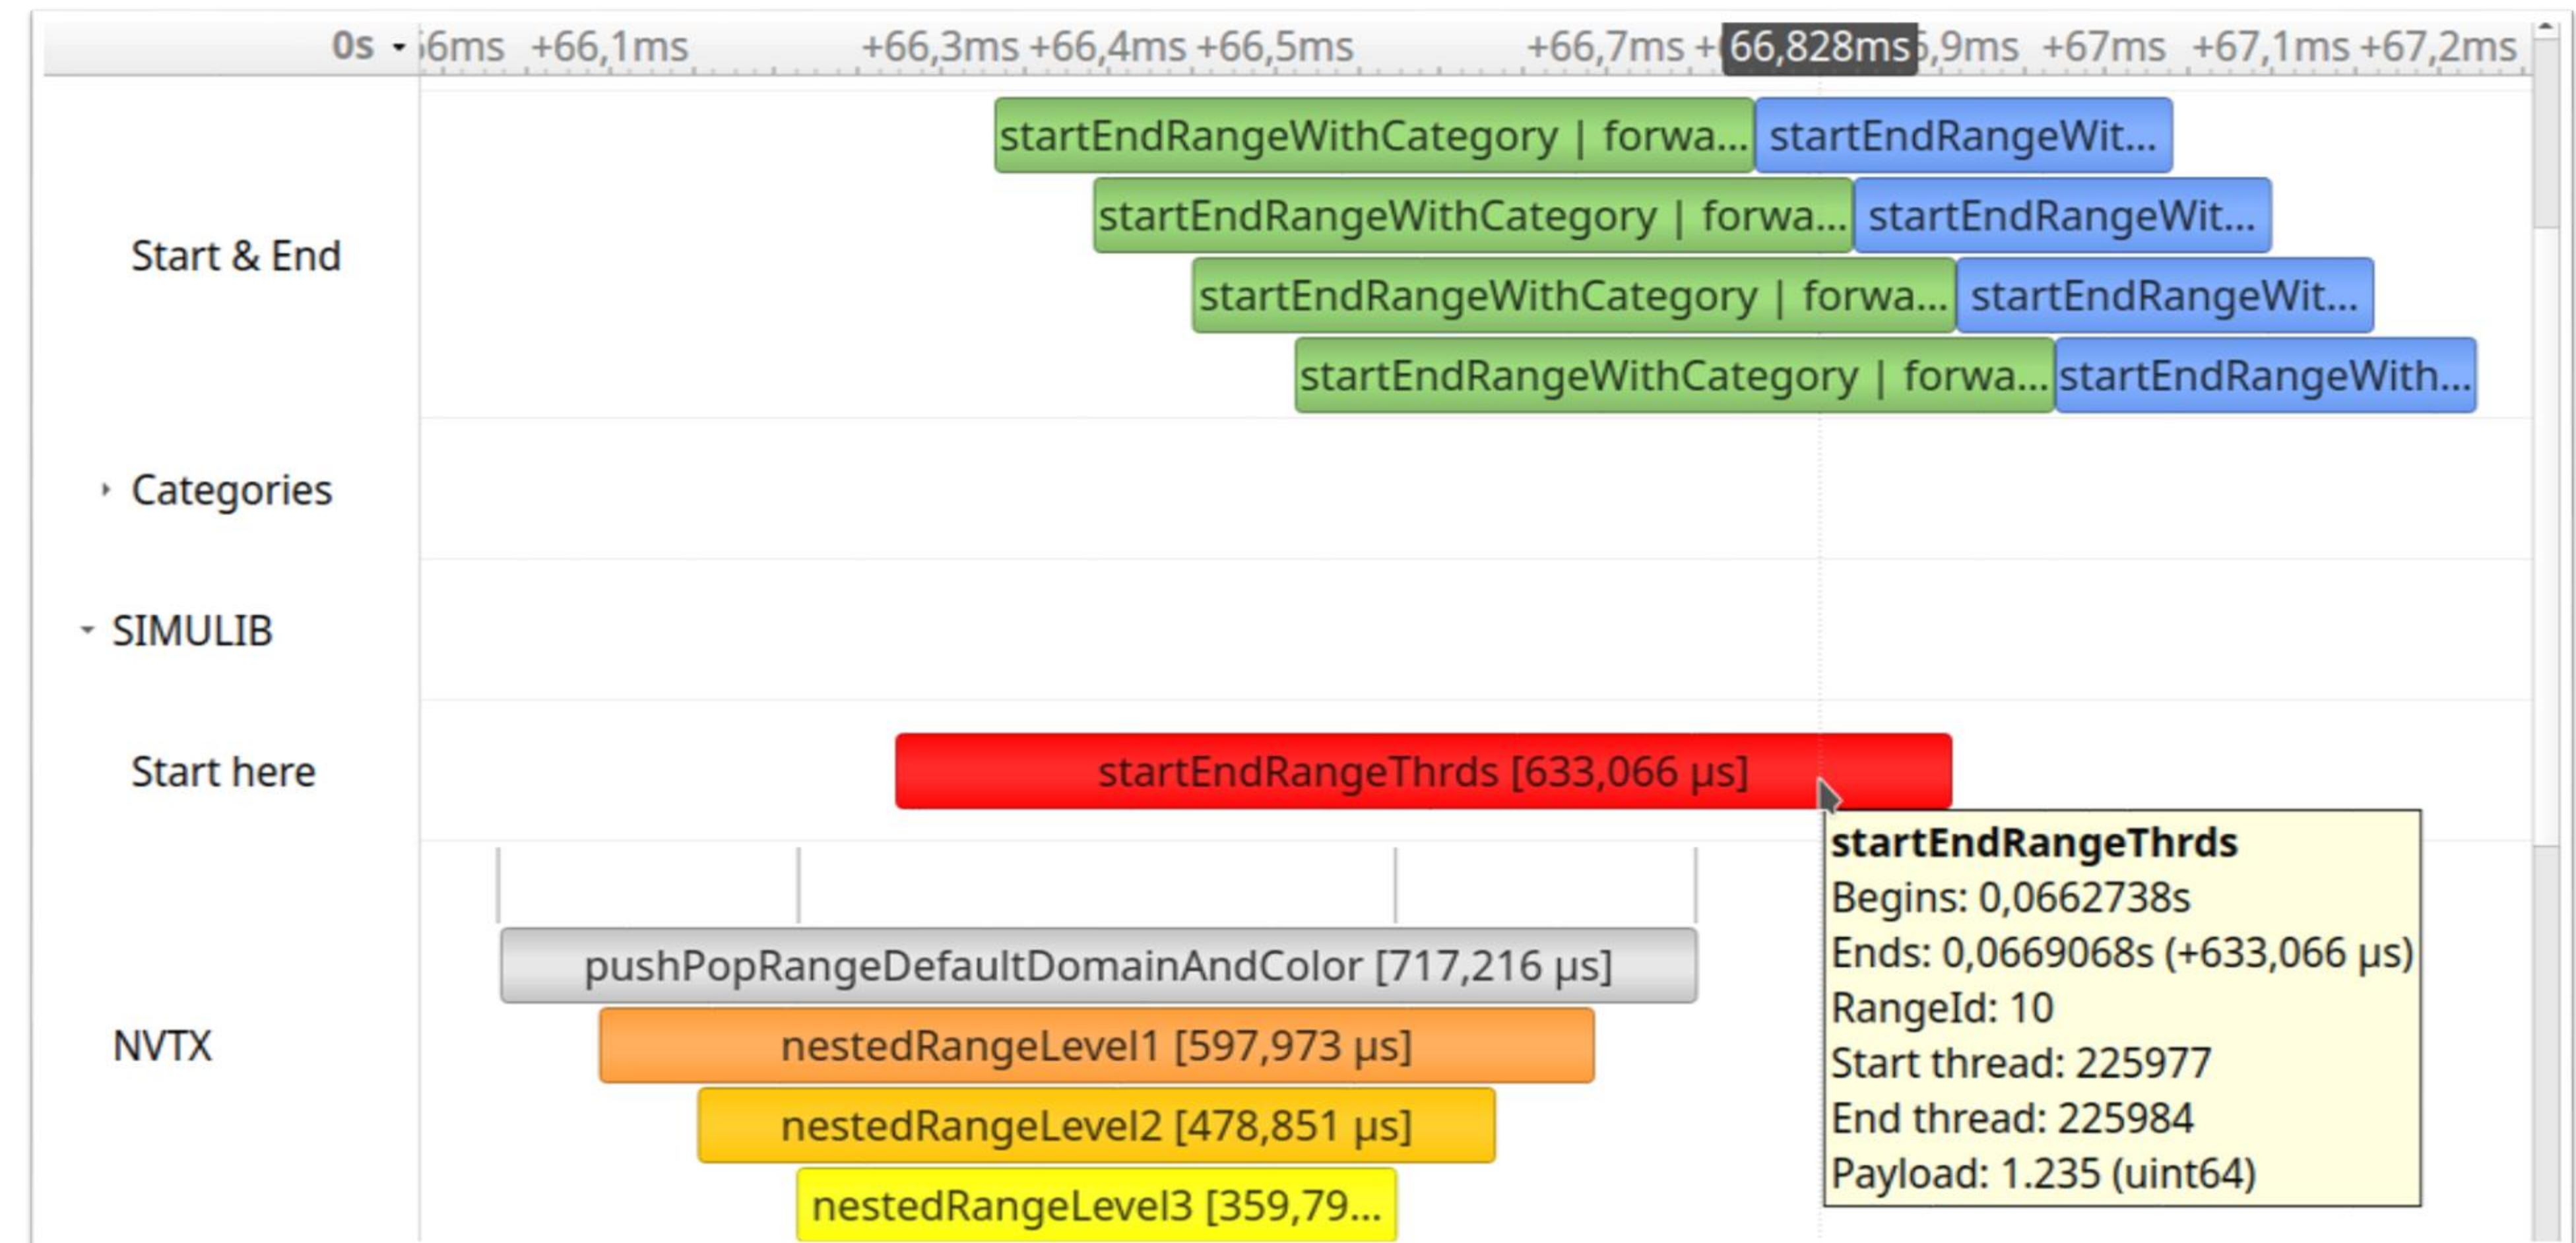 0s +66,1ms +66,3ms +66,4ms +66,5ms +66,7ms 66,828ms +67ms +67,1ms +67,2ms
startEndRangeWithCategory | forwa... startEndRangeWit...
startEndRangeWithCategory | forwa... startEndRangeWit...
Start & End
startEndRangeWithCategory | forwa... startEndRangeWit...
startEndRangeWithCategory | forwa... startEndRangeWith...
Categories
SIMULIB
Start here
startEndRangeThrds [633,066 µs]
startEndRangeThrds
Begins: 0,0662738s
Ends: 0,0669068s (+633,066 µs)
RangeId: 10
Start thread: 225977
End thread: 225984
Payload: 1.235 (uint64)
pushPopRangeDefaultDomainAndColor [717,216 µs]
NVTX
nestedRangeLevel1 [597,973 µs]
nestedRangeLevel2 [478,851 µs]
nestedRangeLevel3 [359,79...